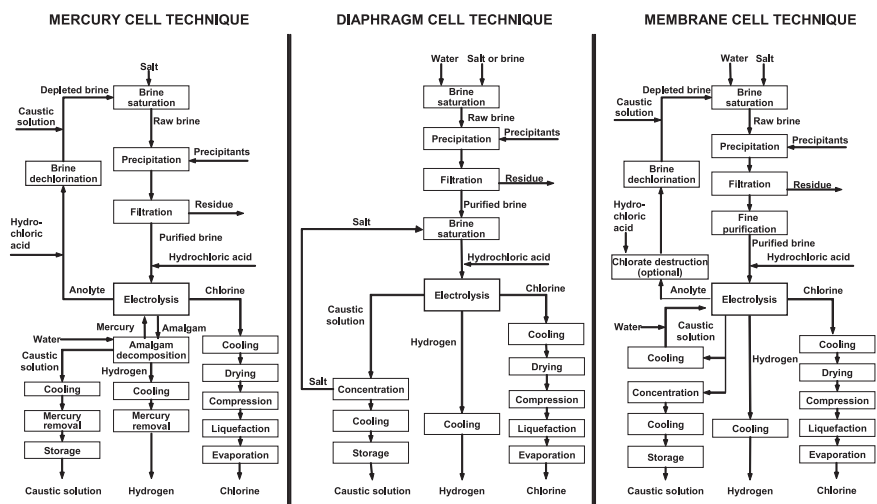 MERCURY CELL TECHNIQUE
Salt
Depleted brine
Brine
saturation
Caustic
solution
Raw brine
Precipitation
Precipitants
Brine
dechlorination
Filtration
Residue
Hydro-
chloric
acid
Purified brine
Hydrochloric acid
Anolyte
Electrolysis
Chlorine
Mercury
Amalgam
Water
Amalgam
decomposition
Caustic
solution
Hydrogen
Cooling
Drying
Cooling
Cooling
Compression
Mercury
removal
Mercury
removal
Liquefaction
Storage
Evaporation
Caustic solution
Hydrogen
Chlorine
DIAPHRAGM CELL TECHNIQUE
Water
Salt or brine
Brine
saturation
Raw brine
Precipitation
Precipitants
Filtration
Residue
Purified brine
Salt
Brine
saturation
Hydrochloric acid
Electrolysis
Chlorine
Caustic
solution
Hydrogen
Cooling
Drying
Salt
Concentration
Compression
Cooling
Cooling
Liquefaction
Storage
Evaporation
Caustic solution
Hydrogen
Chlorine
MEMBRANE CELL TECHNIQUE
Water
Salt
Depleted brine
Brine
saturation
Caustic
solution
Raw brine
Precipitation
Precipitants
Brine
dechlorination
Filtration
Residue
Hydro-
chloric
acid
Fine
purification
Purified brine
Hydrochloric acid
Chlorate destruction
(optional)
Anolyte
Electrolysis
Chlorine
Water
Caustic
solution
Hydrogen
Cooling
Cooling
Drying
Concentration
Compression
Cooling
Cooling
Liquefaction
Storage
Evaporation
Caustic solution
Hydrogen
Chlorine